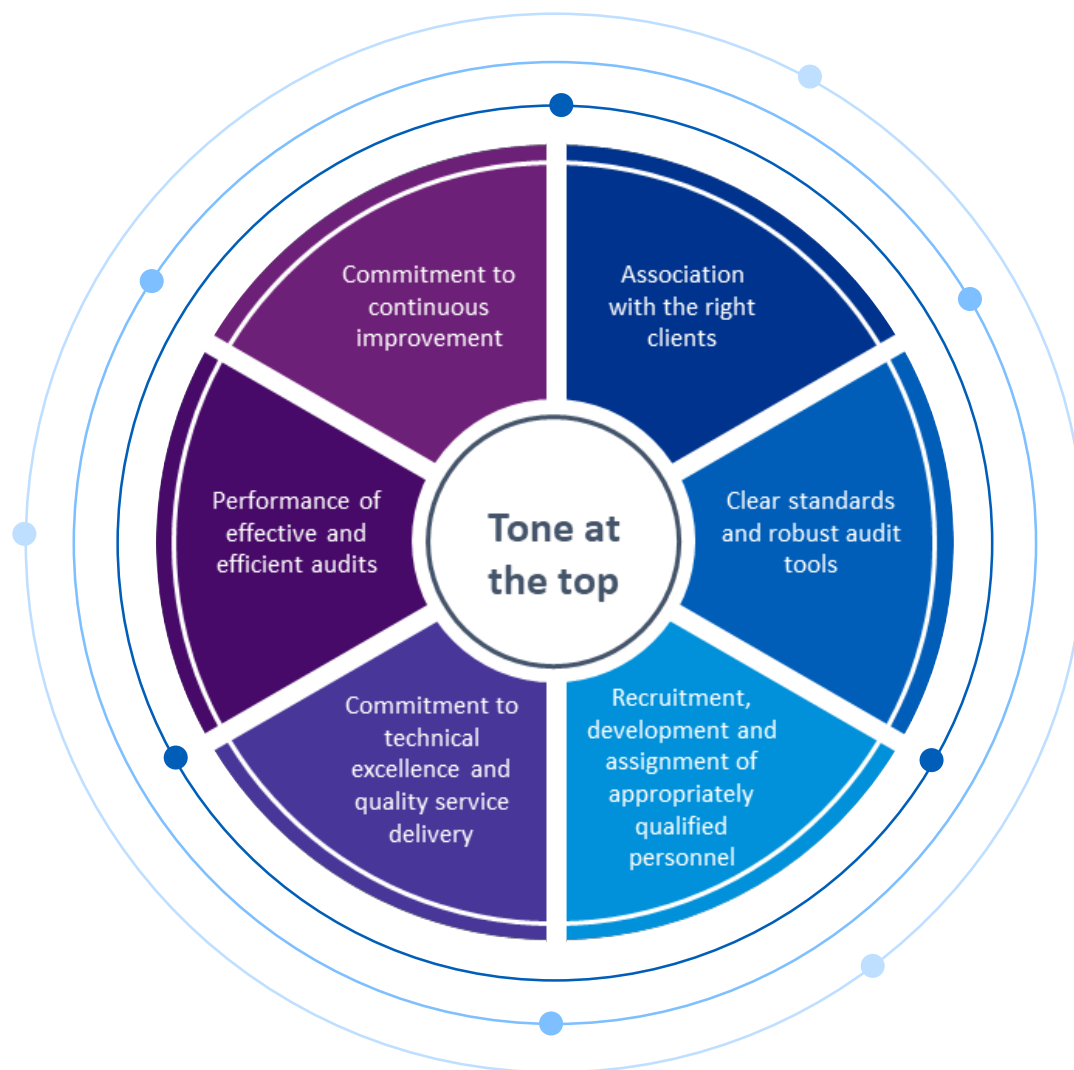 Commitment to
continuous
improvement
Association
with the right
clients
Performance of
effective and
efficient audits
Tone at
the top
Clear standards
and robust audit
tools
Commitment to
technical
excellence and
quality service
delivery
Recruitment,
development and
assignment of
appropriately
qualified
personnel